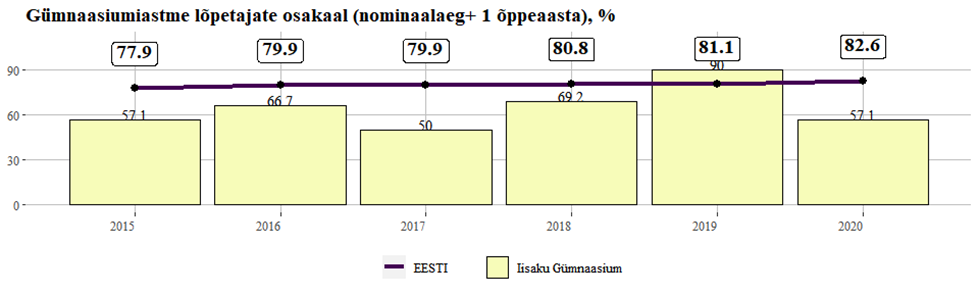 Gümnaasiumiastme lõpetajate osakaal (nominaalaeg+ 1 õppeaasta), %
77.9 79.9 79.9 80.8 81.1 82.6
90
60
30
0
57.1 66.7 50 69.2 90 57.1
2015 2016 2017 2018 2019 2020
EESTI Iisaku Gümnaasium